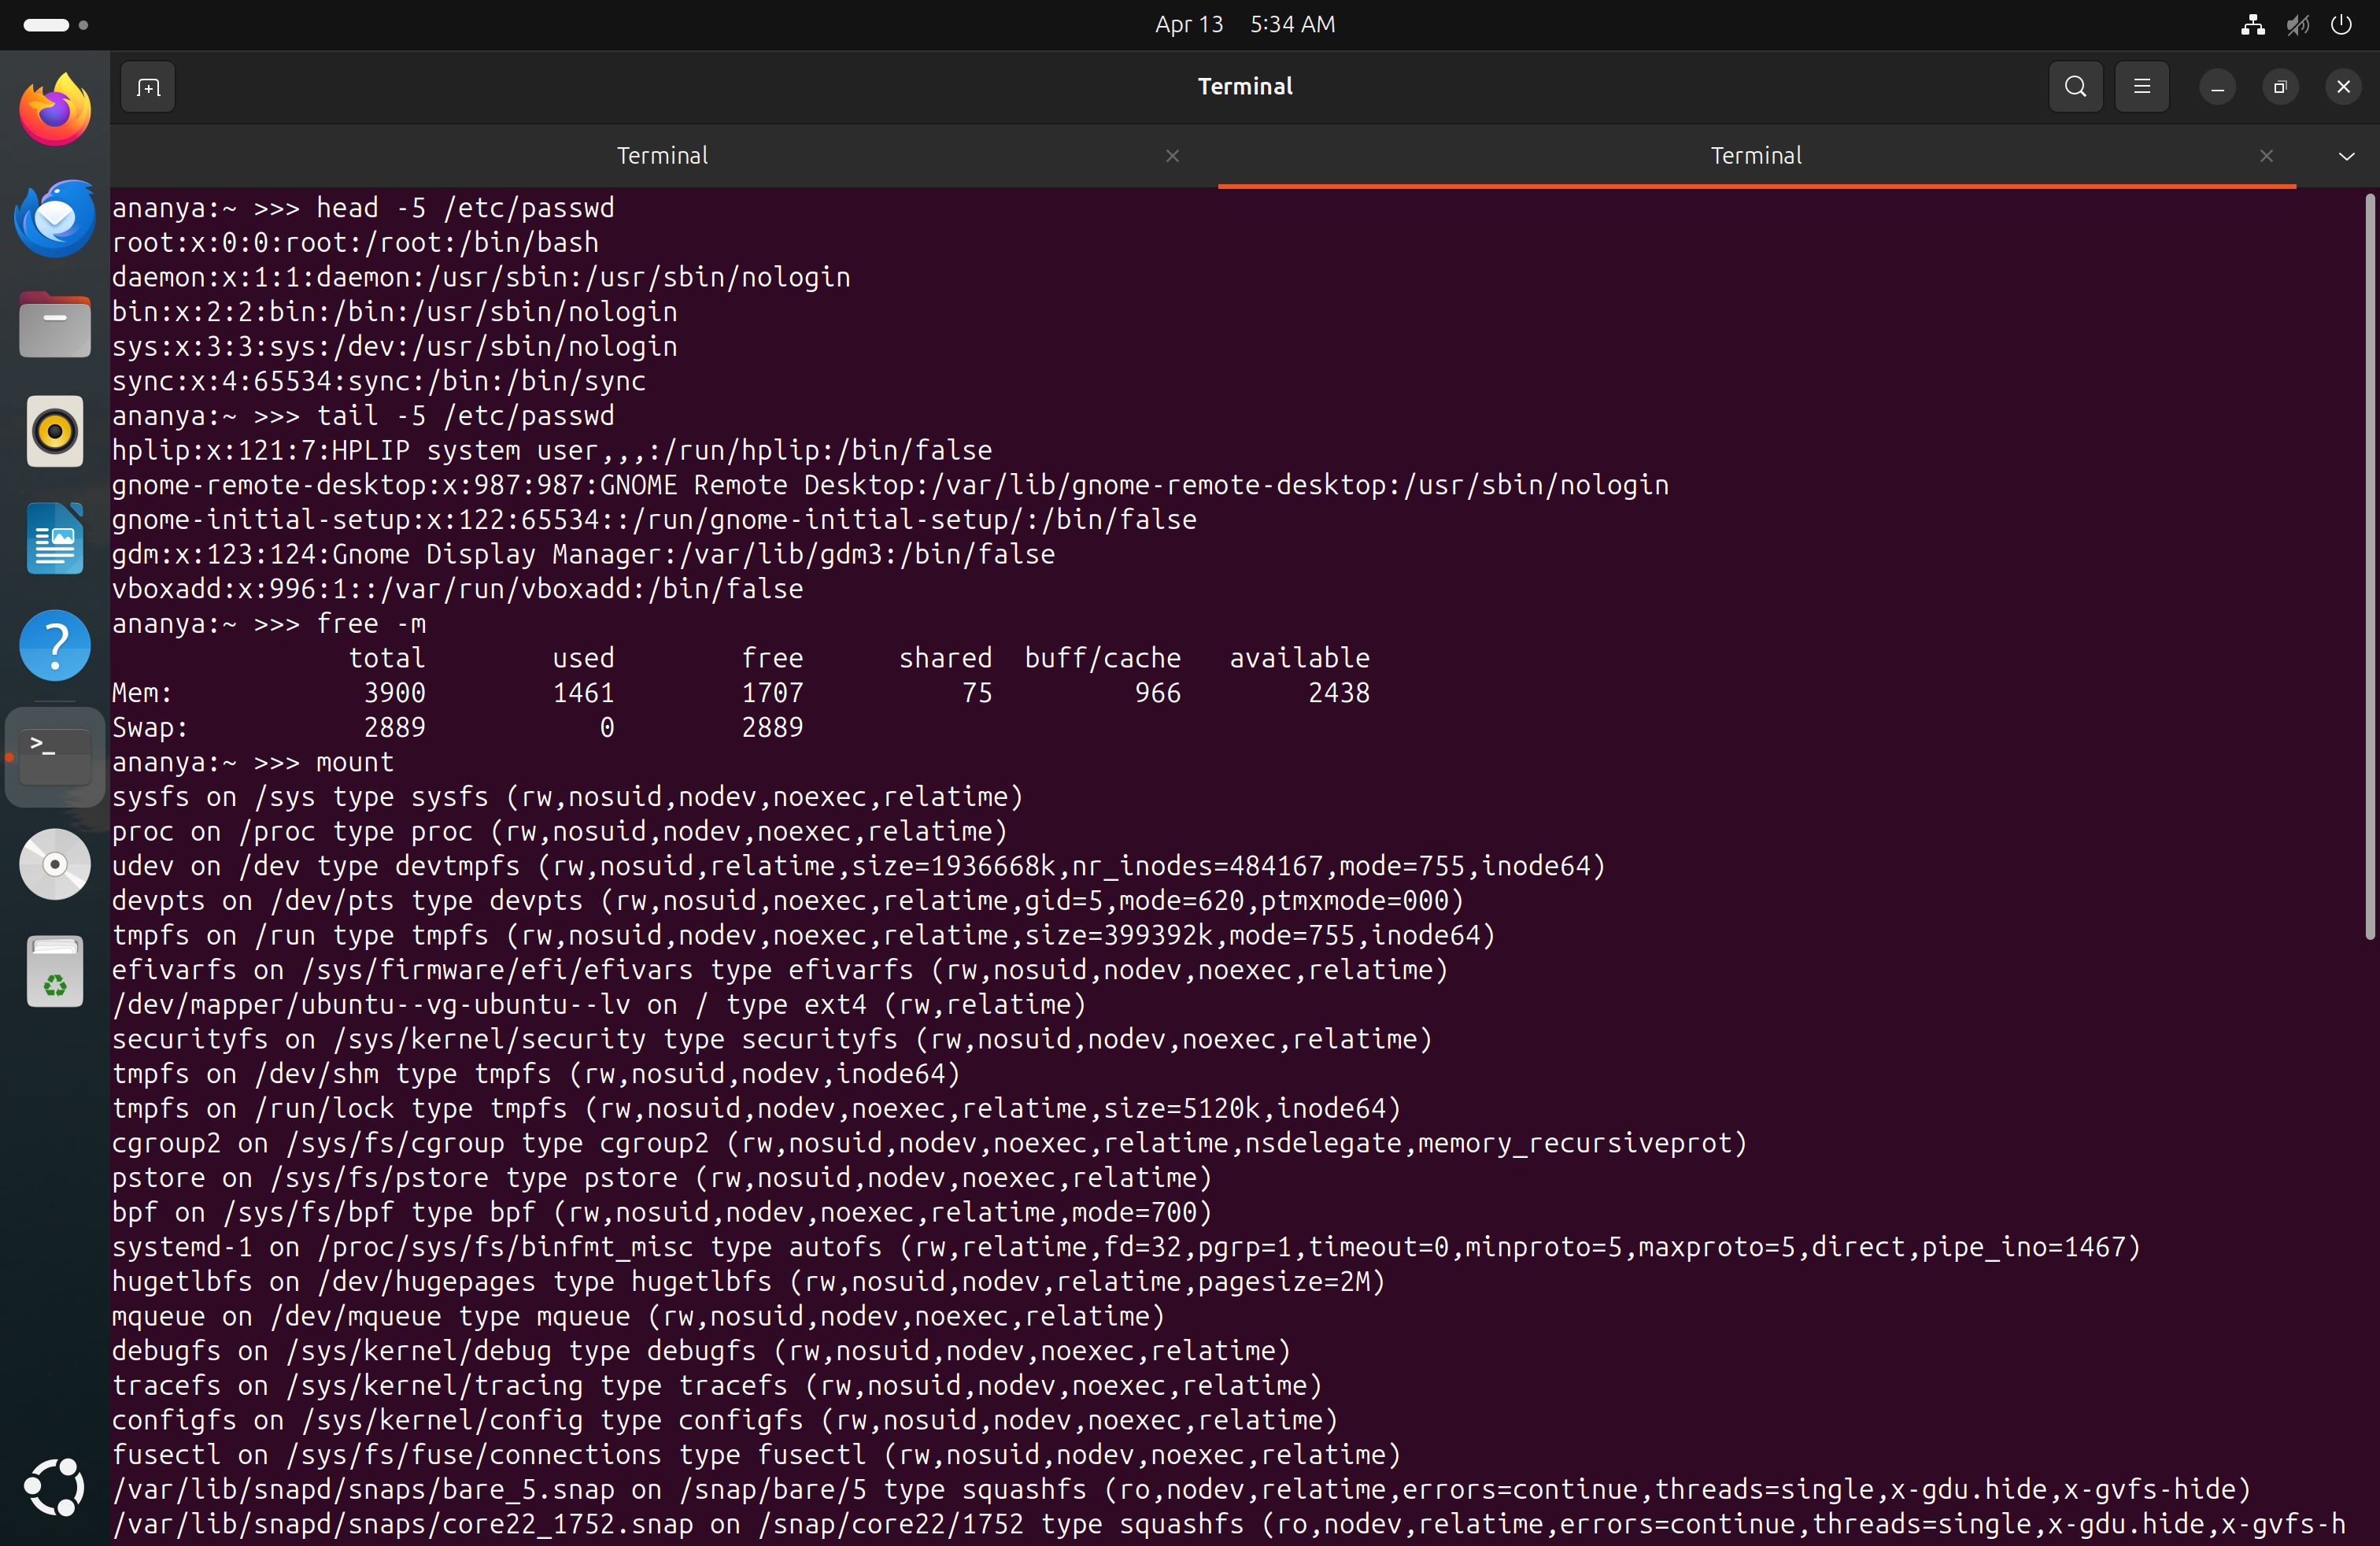 Apr 13 5:34 AM
Terminal
Terminal Terminal
ananya:~ >>> head -5 /etc/passwd
root:x:0:0:root:/root:/bin/bash
daemon:x:1:1:daemon:/usr/sbin:/usr/sbin/nologin
bin:x:2:2:bin:/bin:/usr/sbin/nologin
sys:x:3:3:sys:/dev:/usr/sbin/nologin
sync:x:4:65534:sync:/bin:/bin/sync
ananya:~ >>> tail -5 /etc/passwd
hplip:x:121:7:HPLIP system user,,,:/run/hplip:/bin/false
gnome-remote-desktop:x:987:987:GNOME Remote Desktop:/var/lib/gnome-remote-desktop:/usr/sbin/nologin
gnome-initial-setup:x:122:65534::/run/gnome-initial-setup/:/bin/false
gdm:x:123:124:Gnome Display Manager:/var/lib/gdm3:/bin/false
vboxadd:x:996:1::/var/run/vboxadd:/bin/false
ananya:~ >>> free -m
total used free shared buff/cache available
Mem: 3900 1461 1707 75 966 2438
Swap: 2889 0 2889
ananya:~ >>> mount
sysfs on /sys type sysfs (rw,nosuid,nodev,noexec,relatime)
proc on /proc type proc (rw,nosuid,nodev,noexec,relatime)
udev on /dev type devtmpfs (rw,nosuid,relatime,size=1936668k,nr_inodes=484167,mode=755,inode64)
devpts on /dev/pts type devpts (rw,nosuid,noexec,relatime,gid=5,mode=620,ptmxmode=000)
tmpfs on /run type tmpfs (rw,nosuid,nodev,noexec,relatime,size=399392k,mode=755,inode64)
efivarfs on /sys/firmware/efi/efivars type efivarfs (rw,nosuid,nodev,noexec,relatime)
/dev/mapper/ubuntu--vg-ubuntu--lv on / type ext4 (rw,relatime)
securityfs on /sys/kernel/security type securityfs (rw,nosuid,nodev,noexec,relatime)
tmpfs on /dev/shm type tmpfs (rw,nosuid,nodev,inode64)
tmpfs on /run/lock type tmpfs (rw,nosuid,nodev,noexec,relatime,size=5120k,inode64)
cgroup2 on /sys/fs/cgroup type cgroup2 (rw,nosuid,nodev,noexec,relatime,nsdelegate,memory_recursiveprot)
pstore on /sys/fs/pstore type pstore (rw,nosuid,nodev,noexec,relatime)
bpf on /sys/fs/bpf type bpf (rw,nosuid,nodev,noexec,relatime,mode=700)
systemd-1 on /proc/sys/fs/binfmt_misc type autofs (rw,relatime,fd=32,pgrp=1,timeout=0,minproto=5,maxproto=5,direct,pipe_ino=1467)
hugetlbfs on /dev/hugepages type hugetlbfs (rw,nosuid,nodev,relatime,pagesize=2M)
mqueue on /dev/mqueue type mqueue (rw,nosuid,nodev,noexec,relatime)
debugfs on /sys/kernel/debug type debugfs (rw,nosuid,nodev,noexec,relatime)
tracefs on /sys/kernel/tracing type tracefs (rw,nosuid,nodev,noexec,relatime)
configfs on /sys/kernel/config type configfs (rw,nosuid,nodev,noexec,relatime)
fusectl on /sys/fs/fuse/connections type fusectl (rw,nosuid,nodev,noexec,relatime)
/var/lib/snapd/snaps/bare_5.snap on /snap/bare/5 type squashfs (ro,nodev,relatime,errors=continue,threads=single,x-gdu.hide,x-gvfs-hide)
/var/lib/snapd/snaps/core22_1752.snap on /snap/core22/1752 type squashfs (ro,nodev,relatime,errors=continue,threads=single,x-gdu.hide,x-gvfs-h